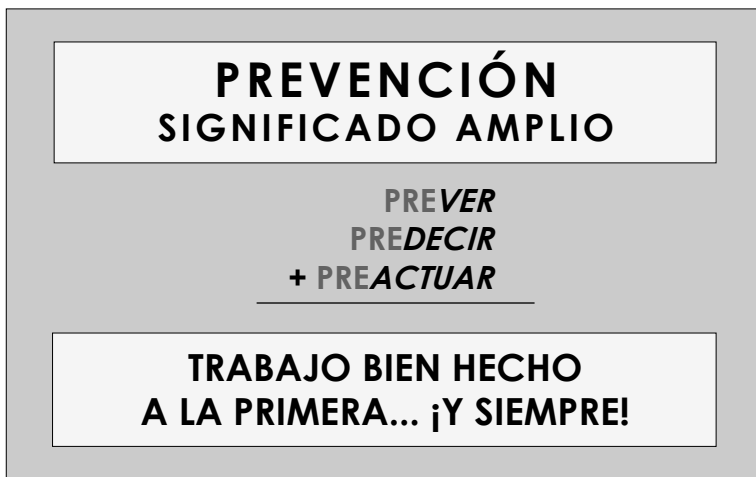 PREVENCIÓN
SIGNIFICADO AMPLIO
PREVER
PREDECIR
+ PREACTUAR
TRABAJO BIEN HECHO
A LA PRIMERA... ¡Y SIEMPRE!